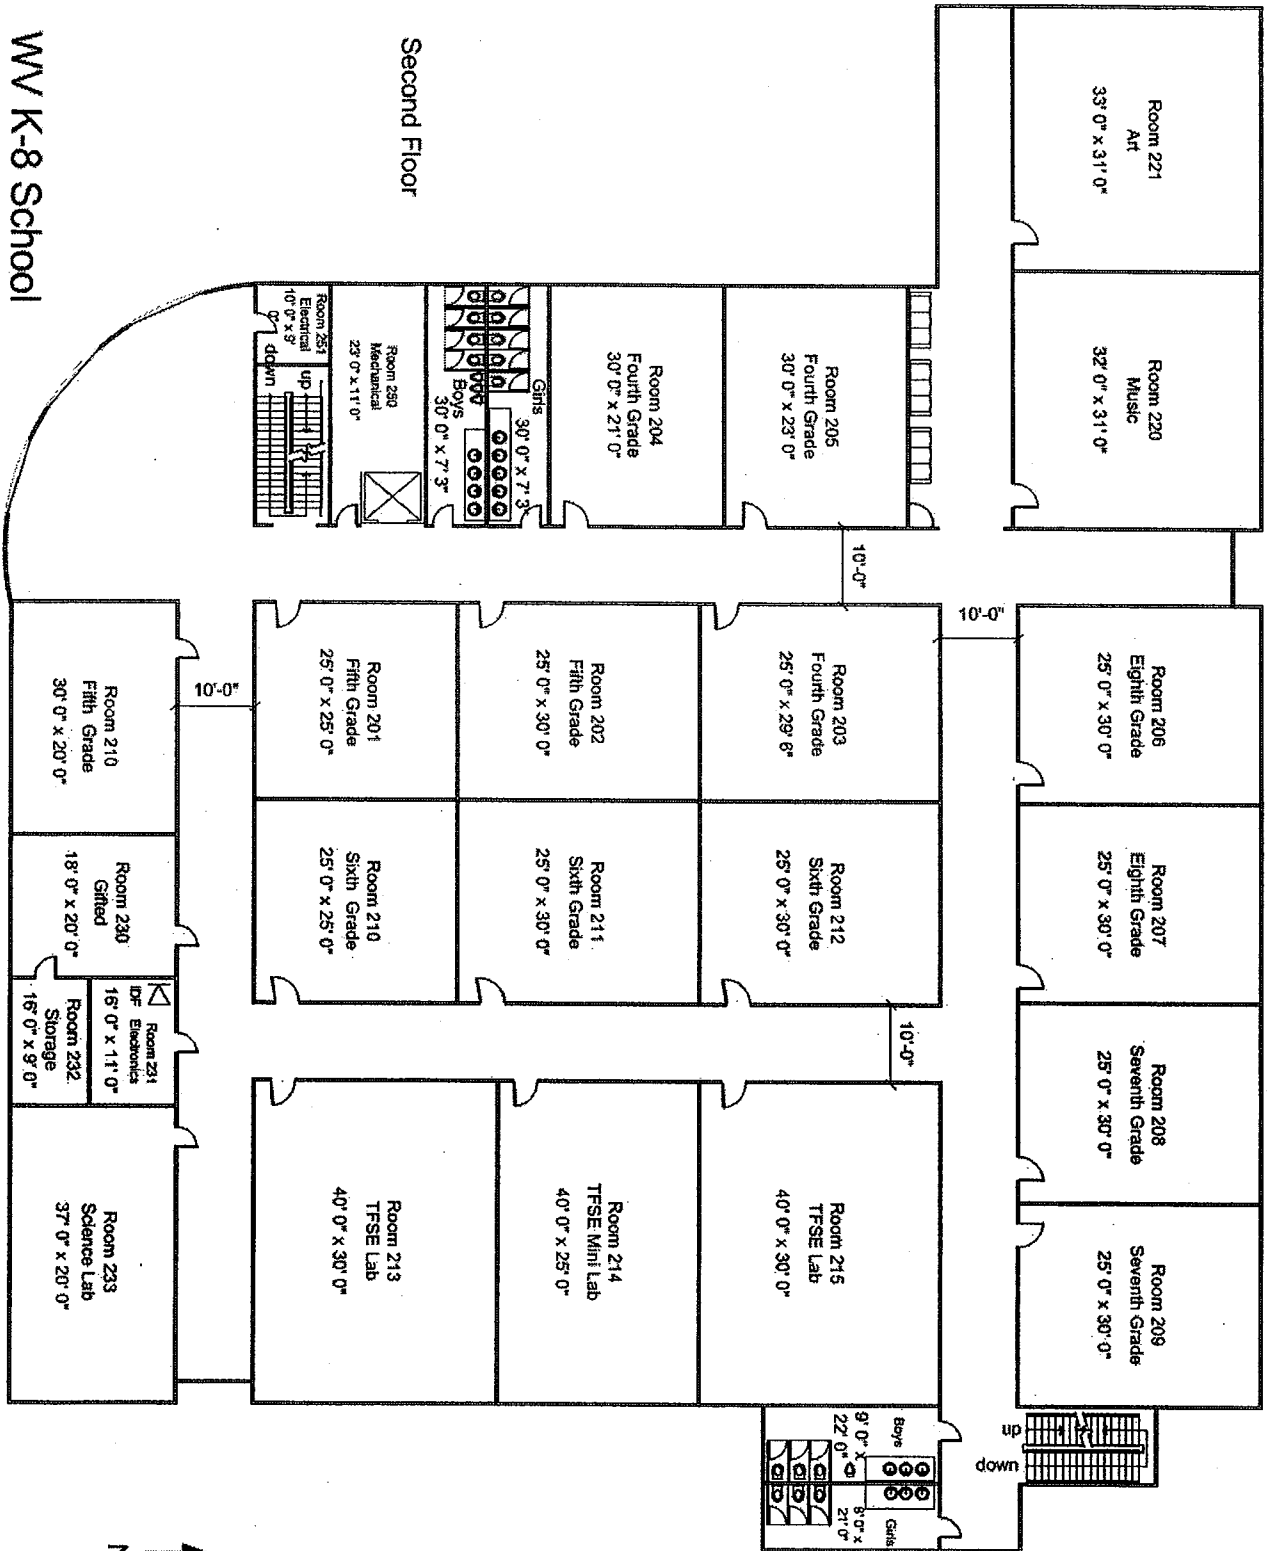 WV K-8 School
Second Floor
Room 221
Art
33' 0" x 31' 0"
Room 220
Music
32' 0" x 31' 0"
Room 251
Electrical
10' 0" x 9'
0"
down
up
Room 250
Mechanical
23' 0" x 11' 0"
Boys
30' 0" x 7' 3"
Girls
30' 0" x 7' 3"
Room 204
Fourth Grade
30' 0" x 21' 0"
Room 205
Fourth Grade
30' 0" x 23' 0"
10'-0"
10'-0"
10'-0"
Room 210
Fifth Grade
30' 0" x 20' 0"
Room 201
Fifth Grade
25' 0" x 25' 0"
Room 202
Fifth Grade
25' 0" x 30' 0"
Room 203
Fourth Grade
25' 0" x 29' 6"
Room 206
Eighth Grade
25' 0" x 30' 0"
Room 230
Gifted
18' 0" x 20' 0"
Room 210
Sixth Grade
25' 0" x 25' 0"
Room 211
Sixth Grade
25' 0" x 30' 0"
Room 212
Sixth Grade
25' 0" x 30' 0"
Room 207
Eighth Grade
25' 0" x 30' 0"
Room 232
Storage
16' 0" x 9' 0"
Room 231
IDF Electronics
16' 0" x 11' 0"
10'-0"
Room 208
Seventh Grade
25' 0" x 30' 0"
Room 233
Science Lab
37' 0" x 20' 0"
Room 213
TFSE Lab
40' 0" x 30' 0"
Room 214
TFSE Mini Lab
40' 0" x 25' 0"
Room 215
TFSE Lab
40' 0" x 30' 0"
Room 209
Seventh Grade
25' 0" x 30' 0"
Boys
9' 0" x
22' 0"
Girls
8' 0" x
21' 0"
up
down
N